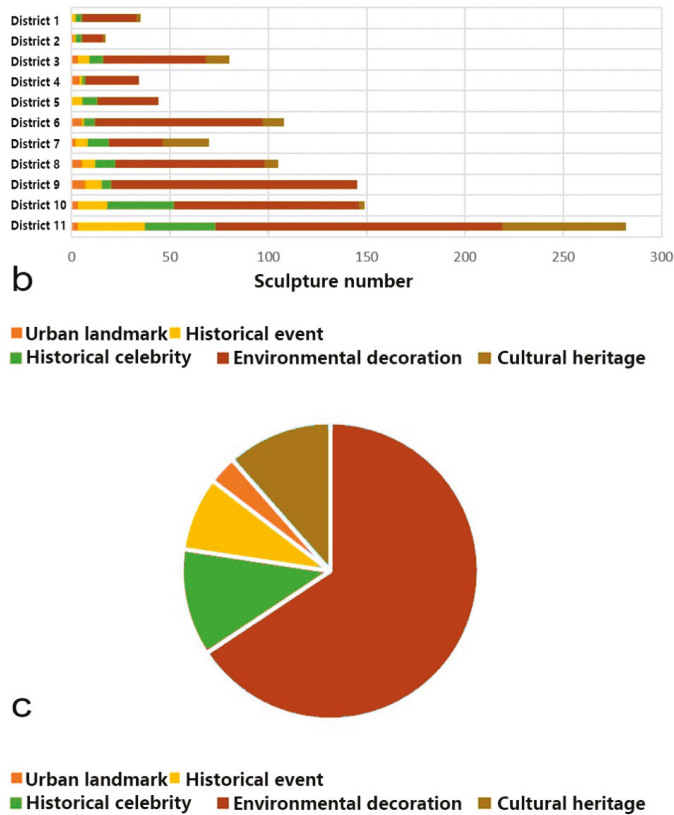 District 1
District 2
District 3
District 4
District 5
District 6
District 7
District 8
District 9
District 10
District 11
0 50 100 150 200 250 300
Sculpture number
b
Urban landmark Historical event
Historical celebrity Environmental decoration Cultural heritage
c
Urban landmark Historical event
Historical celebrity Environmental decoration Cultural heritage